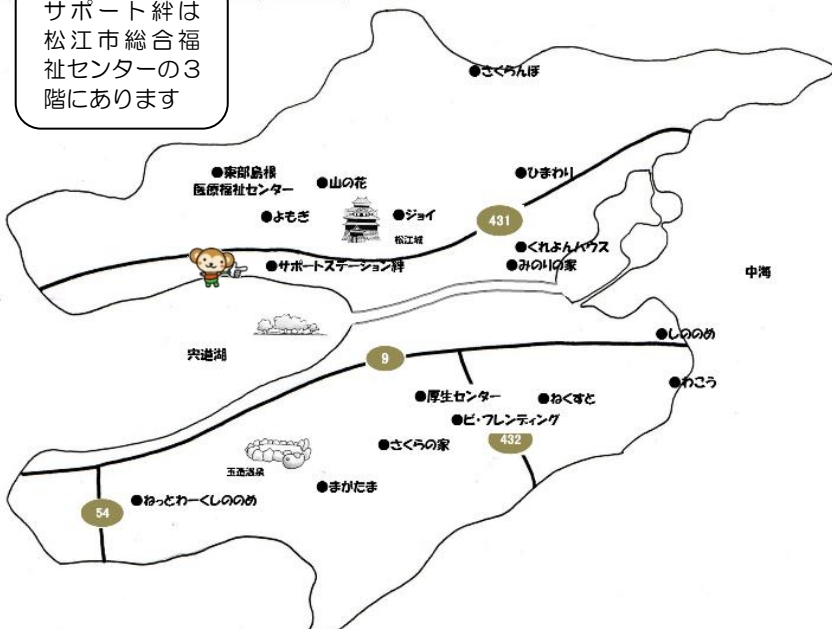 サポート絆は
松江市総合福
祉センターの３
階にあります
●さくらんぼ
●東部島根
医療福祉センター
●山の花
●ひまわり
●よもぎ
●ジョイ
松江城
431
●くれよんハウス
●サポートステーション絆
●みのりの家
中海
宍道湖
●しののめ
9
●わこう
●厚生センター
●ねくすと
●ビ・フレンディング
432
●さくらの家
玉造温泉
●まがたま
●ねっとわーくしののめ
54